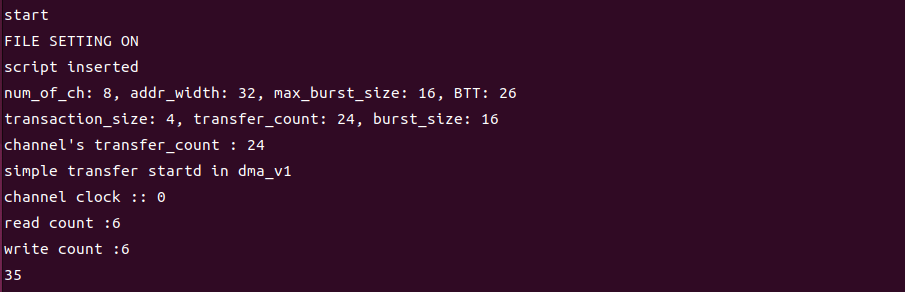 start
FILE SETTING ON
script inserted
num_of_ch: 8, addr_width: 32, max_burst_size: 16, BTT: 26
transaction_size: 4, transfer_count: 24, burst_size: 16
channel's transfer_count : 24
simple transfer startd in dma_v1
channel clock :: 0
read count :6
write count :6
35